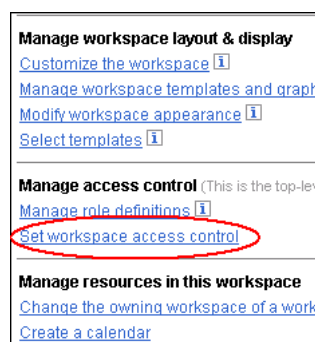 Manage workspace layout & display
Customize the workspace i
Manage workspace templates and graph
Modify workspace appearance i
Select templates i
Manage access control (This is the top-lev
Manage role definitions i
Set workspace access control
Manage resources in this workspace
Change the owning workspace of a work
Create a calendar